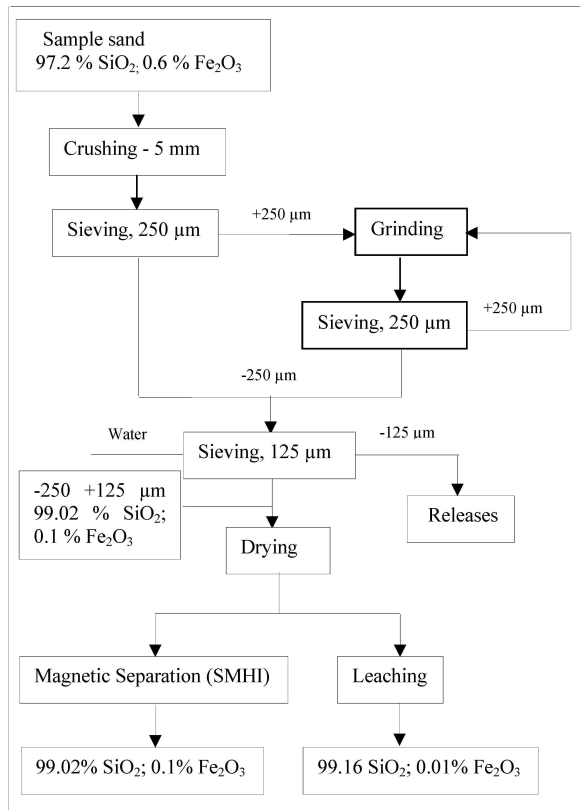 Sample sand
97.2 % SiO₂; 0.6 % Fe₂O₃
Crushing - 5 mm
Sieving, 250 µm
+250 µm
Grinding
Sieving, 250 µm
+250 µm
-250 µm
Water
Sieving, 125 µm
-125 µm
-250 +125 µm
99.02 % SiO₂;
0.1 % Fe₂O₃
Releases
Drying
Magnetic Separation (SMHI)
Leaching
99.02% SiO₂; 0.1% Fe₂O₃
99.16 SiO₂; 0.01% Fe₂O₃